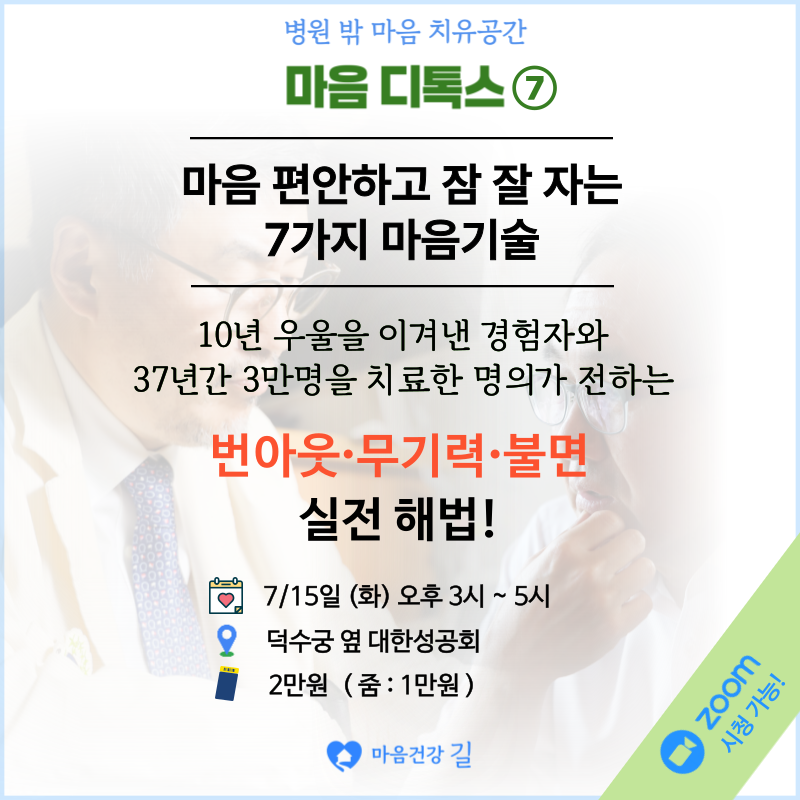 병원 밖 마음 치유공간
마음 디톡스⑦
마음 편안하고 잠 잘 자는
7가지 마음기술
10년 우울을 이겨낸 경험자와
37년간 3만명을 치료한 명의가 전하는
번아웃·무기력·불면
실전 해법!
7/15일 (화) 오후 3시 ~ 5시
덕수궁 옆 대한성공회
2만원 ( 줌 : 1만원 )
zoom
시청 가능!
마음건강 길